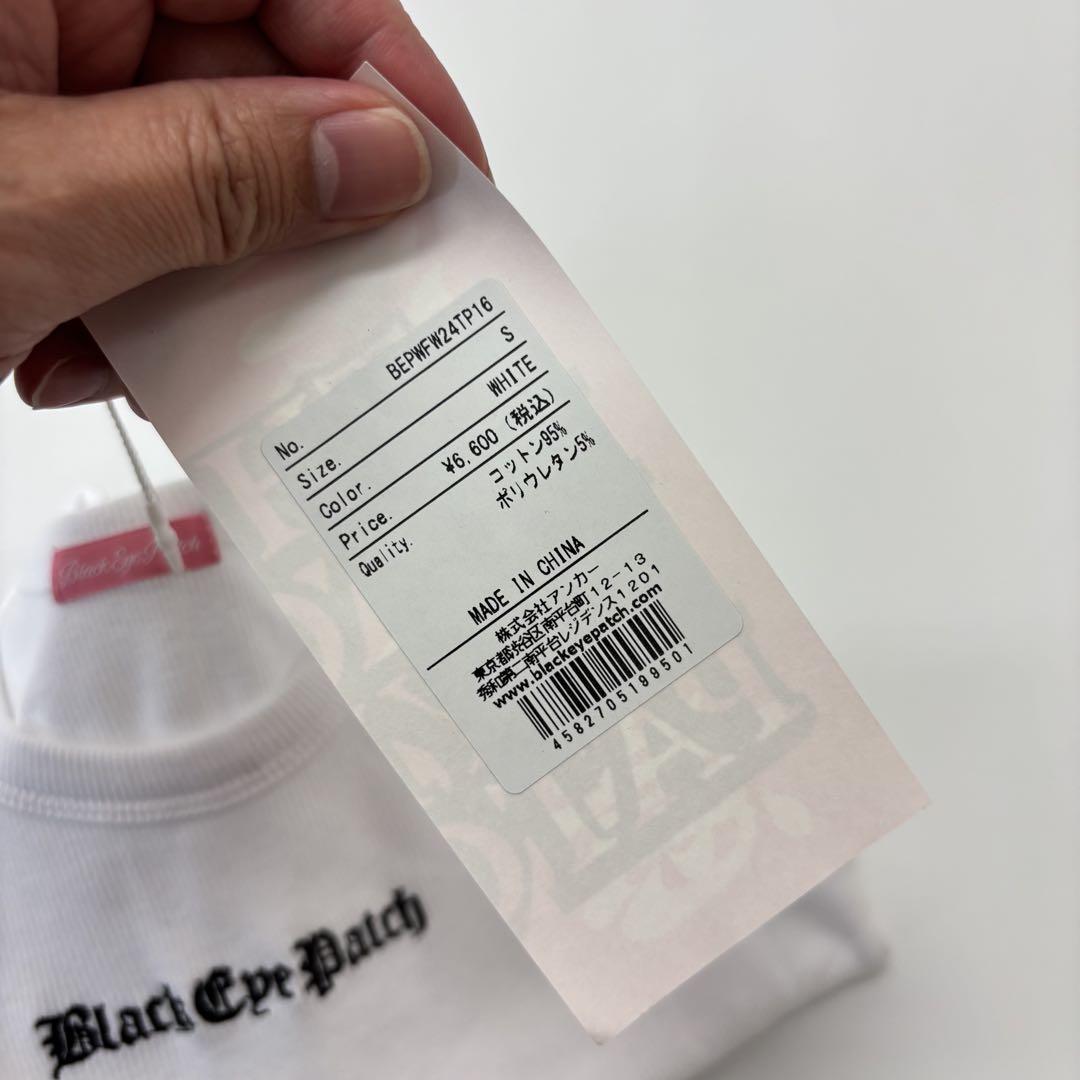 No. BEPWFW24TP16
Size. S
Color. WHITE
Price. ¥6,600 (税込)
Quality. コットン95%
ポリウレタン5%
MADE IN CHINA
株式会社アンカー
東京都渋谷区南平台町12-13
秀和第二南平台レジデンス1201
www.blackeyepatch.com
4582705199501
BlackEyePatch
BlackEyePatch